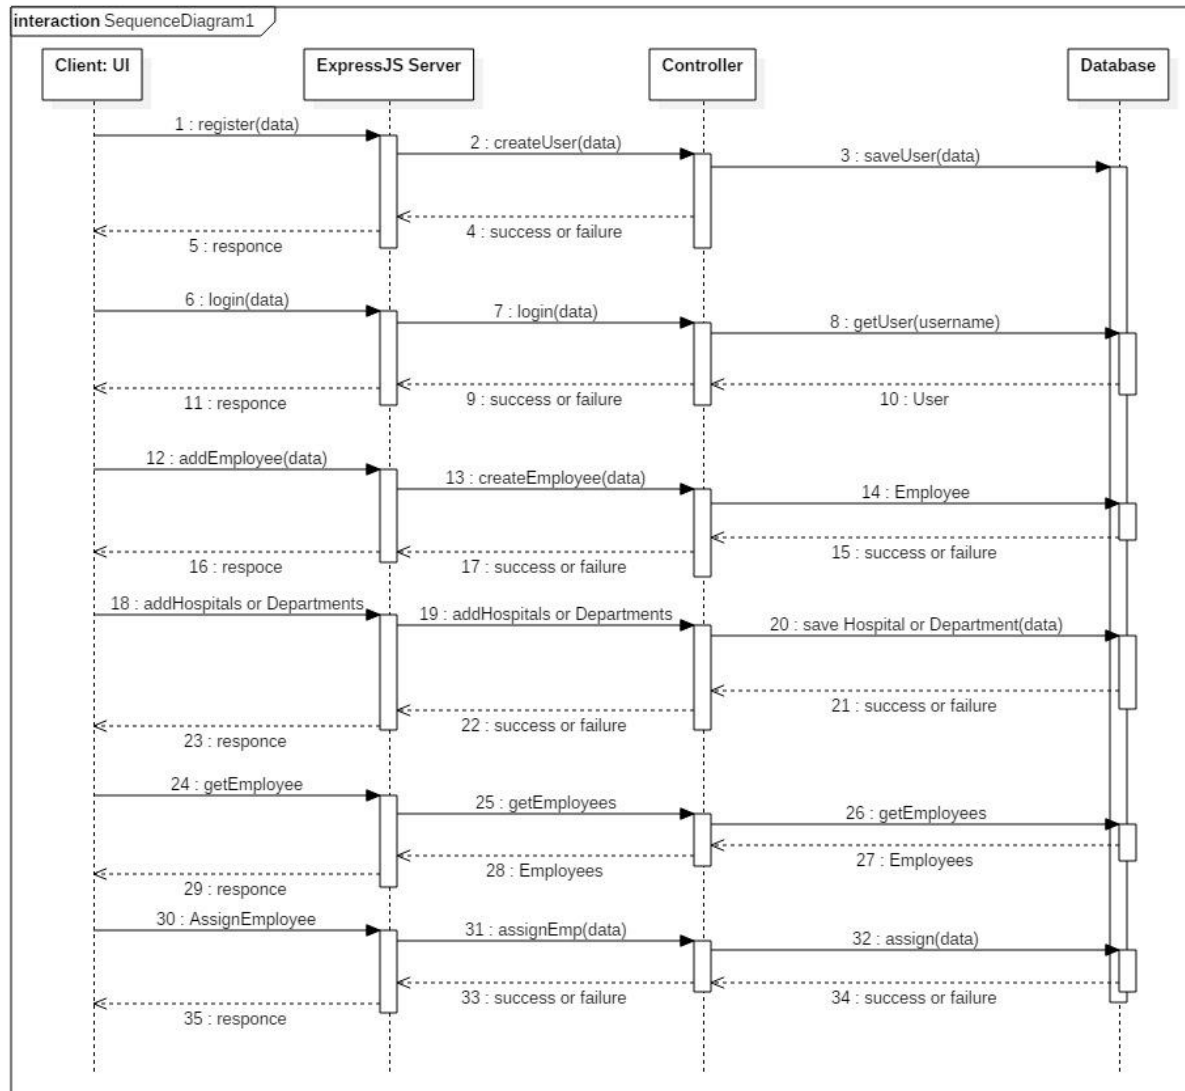 interaction SequenceDiagram1
Client: UI
ExpressJS Server
Controller
Database
1 : register(data)
2 : createUser(data)
3 : saveUser(data)
4 : success or failure
5 : responce
6 : login(data)
7 : login(data)
8 : getUser(username)
9 : success or failure
10 : User
11 : responce
12 : addEmployee(data)
13 : createEmployee(data)
14 : Employee
15 : success or failure
16 : respoce
17 : success or failure
18 : addHospitals or Departments
19 : addHospitals or Departments
20 : save Hospital or Department(data)
21 : success or failure
22 : success or failure
23 : responce
24 : getEmployee
25 : getEmployees
26 : getEmployees
27 : Employees
28 : Employees
29 : responce
30 : AssignEmployee
31 : assignEmp(data)
32 : assign(data)
33 : success or failure
34 : success or failure
35 : responce